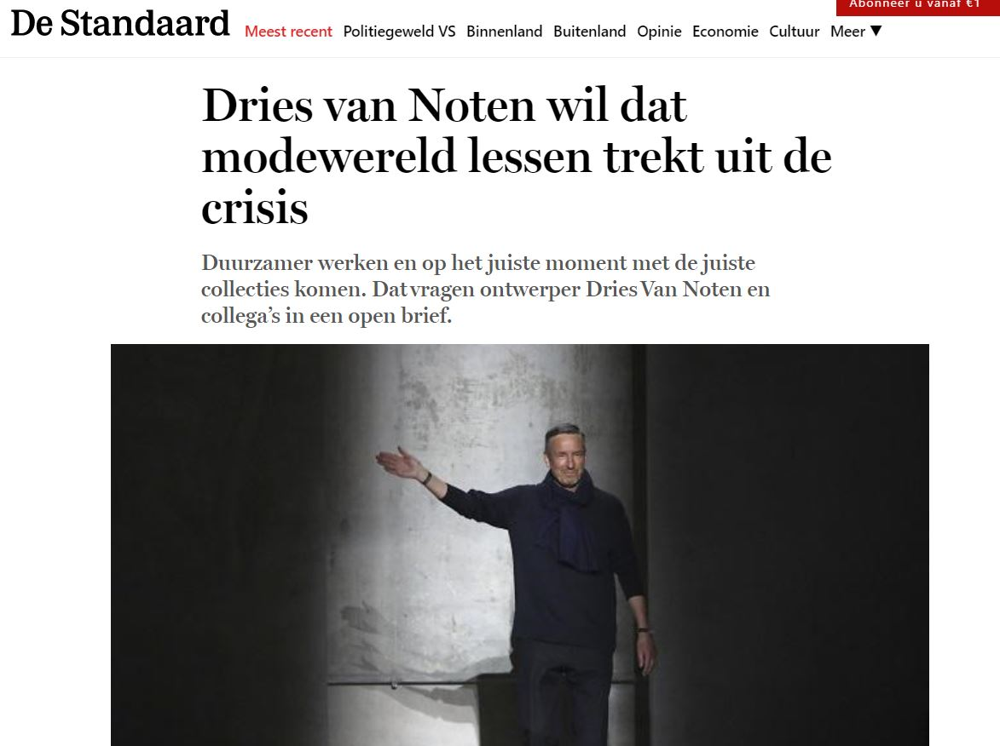 Abonneer u vanaf €1
De Standaard
Meest recent Politiegeweld VS Binnenland Buitenland Opinie Economie Cultuur Meer ▼
Dries van Noten wil dat
modewereld lessen trekt uit de
crisis
Duurzamer werken en op het juiste moment met de juiste
collecties komen. Dat vragen ontwerper Dries Van Noten en
collega’s in een open brief.